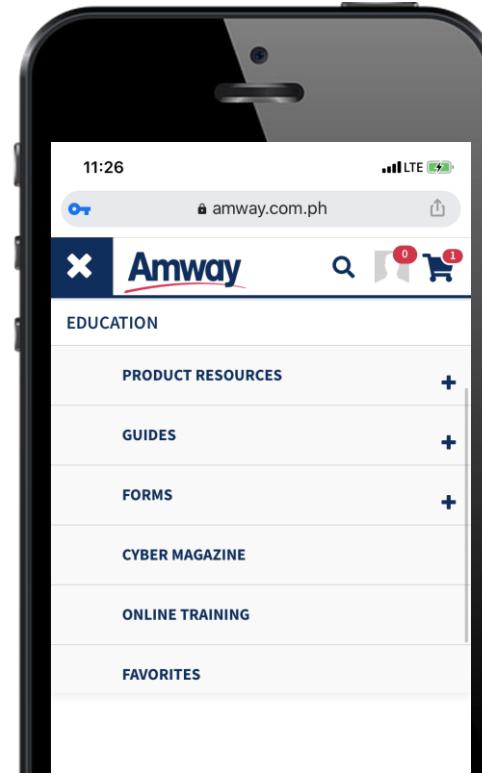 11:26 LTE
amway.com.ph
Amway 0 1
EDUCATION
PRODUCT RESOURCES
GUIDES
FORMS
CYBER MAGAZINE
ONLINE TRAINING
FAVORITES